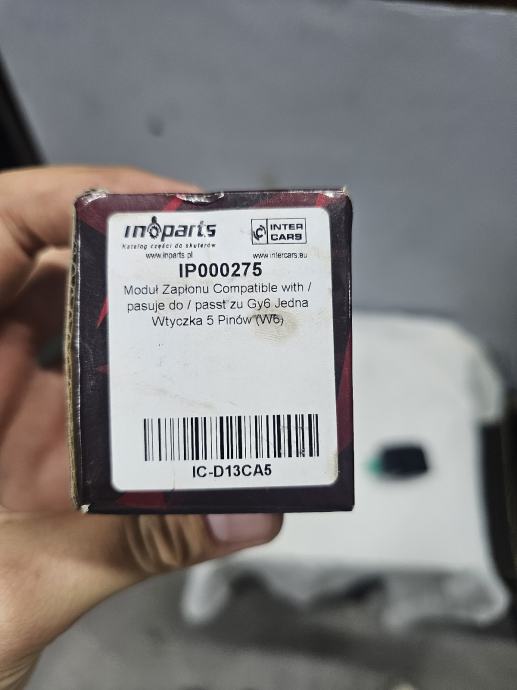 inparts
INTER
CARS
Katalog części do skuterów
www.inparts.pl
www.intercars.eu
IP000275
Moduł Zapłonu Compatible with /
pasuje do / passt zu Gy6 Jedna
Wtyczka 5 Pinów (W6)
IC-D13CA5